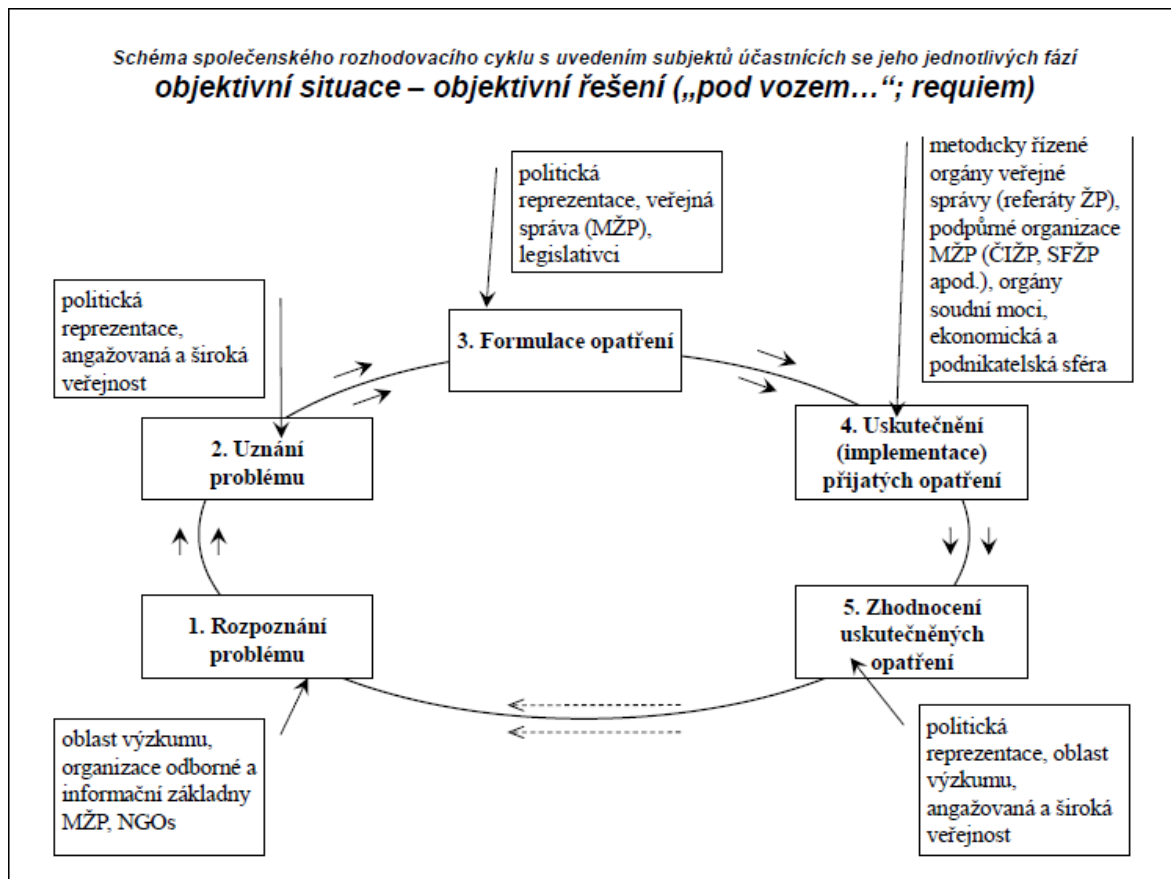 Schéma společenského rozhodovacího cyklu s uvedením subjektů účastnících se jeho jednotlivých fází
objektivní situace – objektivní řešení („pod vozem…“; requiem)
metodicky řízené
orgány veřejné
správy (referáty ŽP),
podpůrné organizace
MŽP (ČIŽP, SFŽP
apod.), orgány
soudní moci,
ekonomická a
podnikatelská sféra
politická
reprezentace, veřejná
správa (MŽP),
legislativci
politická
reprezentace,
angažovaná a široká
veřejnost
3. Formulace opatření
2. Uznání
problému
4. Uskutečnění
(implementace)
přijatých opatření
1. Rozpoznání
problému
5. Zhodnocení
uskutečněných
opatření
oblast výzkumu,
organizace odborné a
informační základny
MŽP, NGOs
politická
reprezentace, oblast
výzkumu,
angažovaná a široká
veřejnost